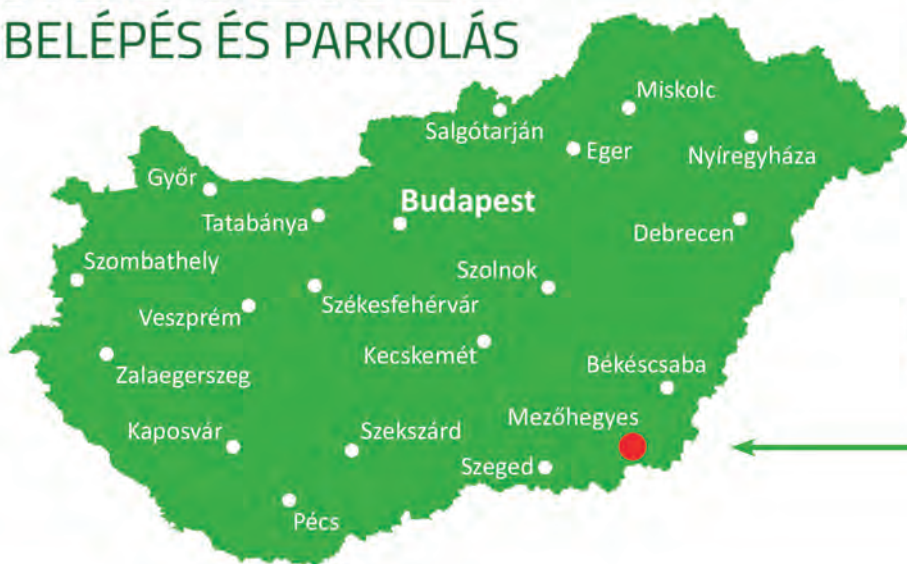 BELÉPÉS ÉS PARKOLÁS
Miskolc
Salgótarján
Eger
Nyíregyháza
Győr
Budapest
Tatabánya
Debrecen
Szombathely
Szolnok
Székesfehérvár
Veszprém
Kecskemét
Békéscsaba
Zalaegerszeg
Mezőhegyes
Kaposvár
Szekszárd
Szeged
Pécs